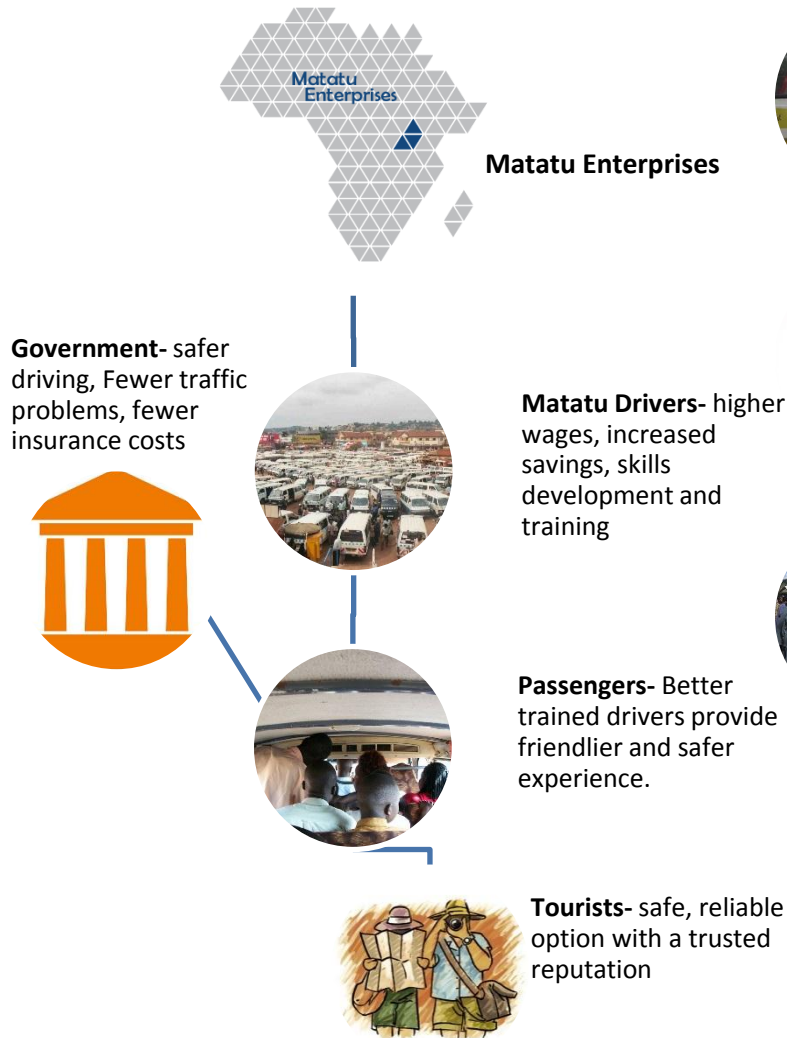 Matatu
Enterprises
Matatu Enterprises
Government- safer
driving, Fewer traffic
problems, fewer
insurance costs
Matatu Drivers- higher
wages, increased
savings, skills
development and
training
Passengers- Better
trained drivers provide
friendlier and safer
experience.
Tourists- safe, reliable
option with a trusted
reputation